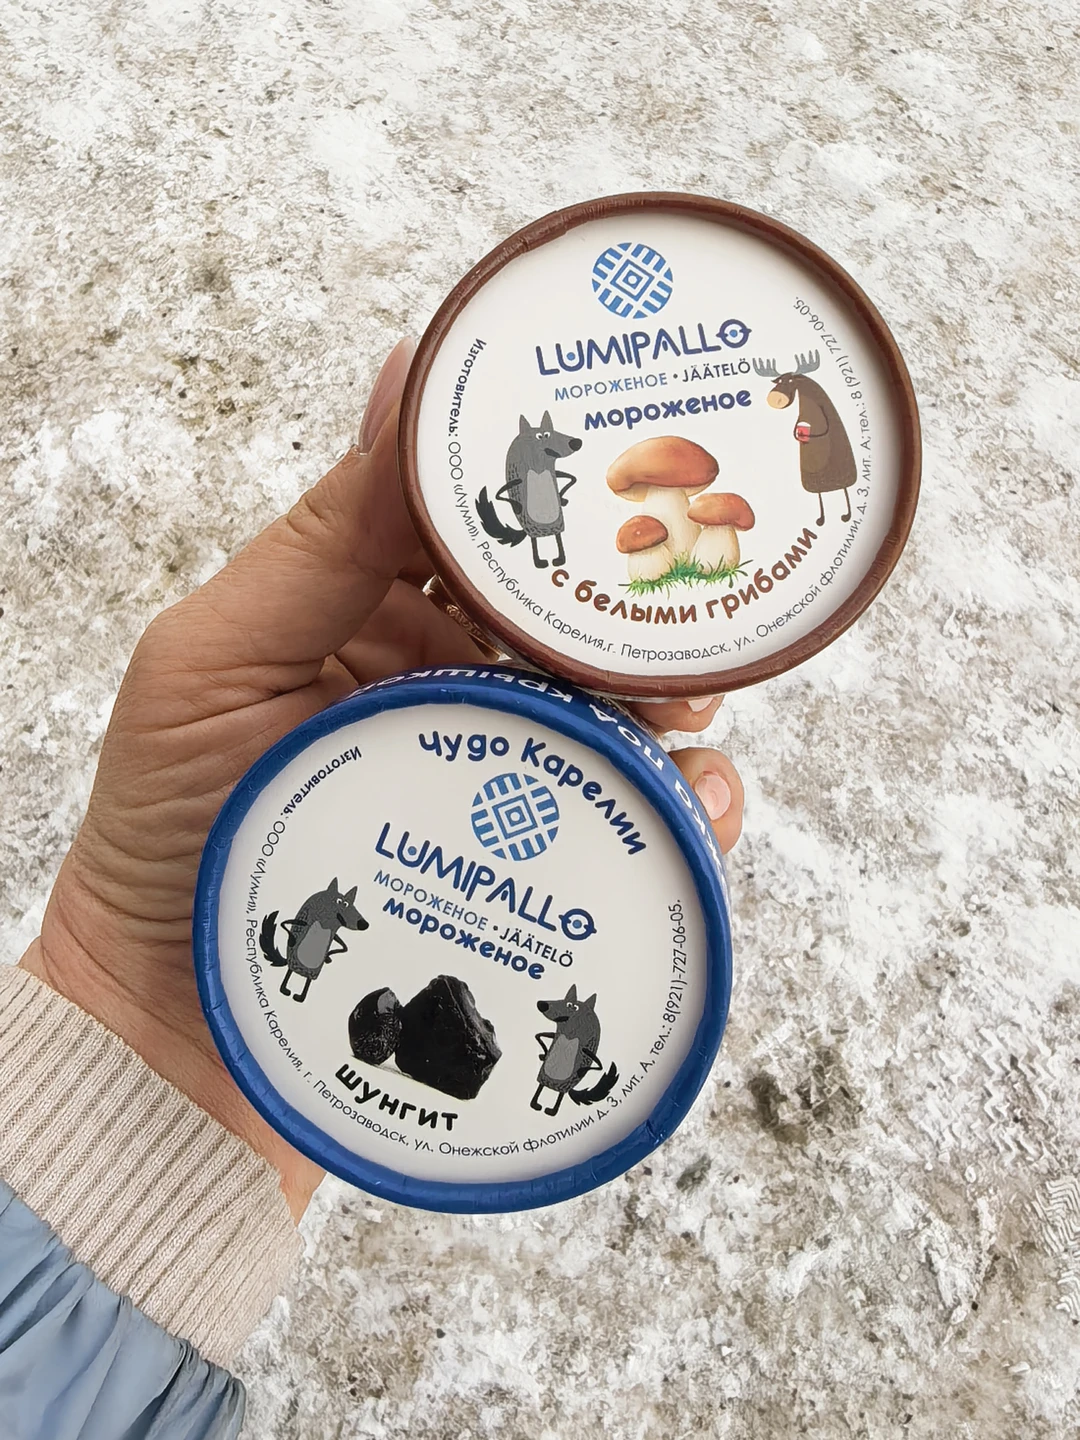 LUMIPALLO
МОРОЖЕНОЕ • JÄÄTELÖ
мороженое
с белыми грибами
Изготовитель: ООО «Луми», Республика Карелия, г. Петрозаводск, ул. Онежской флотилии, д. 3, лит. А; тел.: 8 (921) 727-06-05.
под крышкой
чудо Карелии
LUMIPALLO
МОРОЖЕНОЕ • JÄÄTELÖ
мороженое
шунгит
Изготовитель: ООО «Луми», Республика Карелия, г. Петрозаводск, ул. Онежской флотилии д. 3, лит. А, тел.: 8(921)-727-06-05.